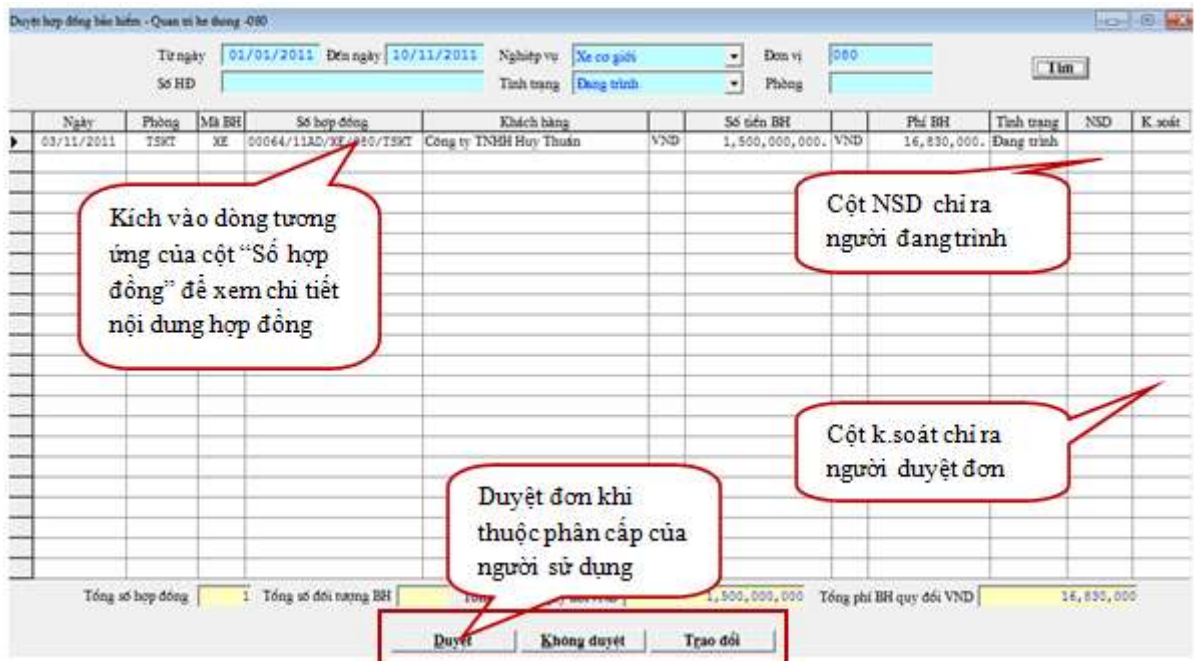 Duyệt hợp đồng bảo hiểm - Quan tri he thong -080
Từ ngày 01/01/2011 Đến ngày 10/11/2011 Nghiệp vụ Xe cơ giới Đơn vị 080
Số HĐ Tình trạng Đang trình Phòng
Tìm
Ngày Phòng Mã BH Số hợp đồng Khách hàng Số tiền BH Phí BH Tình trạng NSD K.soát
03/11/2011 TSKT XE 00064/11AD/XE/080/TSKT Công ty TNHH Huy Thuấn VND 1,500,000,000. VND 16,830,000. Đang trình
Kích vào dòng tương
ứng của cột “Số hợp
đồng” để xem chi tiết
nội dung hợp đồng
Cột NSD chỉ ra
người đang trình
Cột k.soát chỉ ra
người duyệt đơn
Duyệt đơn khi
thuộc phân cấp của
người sử dụng
Tổng số hợp đồng 1 Tổng số đối tượng BH 1,500,000,000 Tổng phí BH quy đổi VND 16,830,000
Duyệt Không duyệt Trao đổi